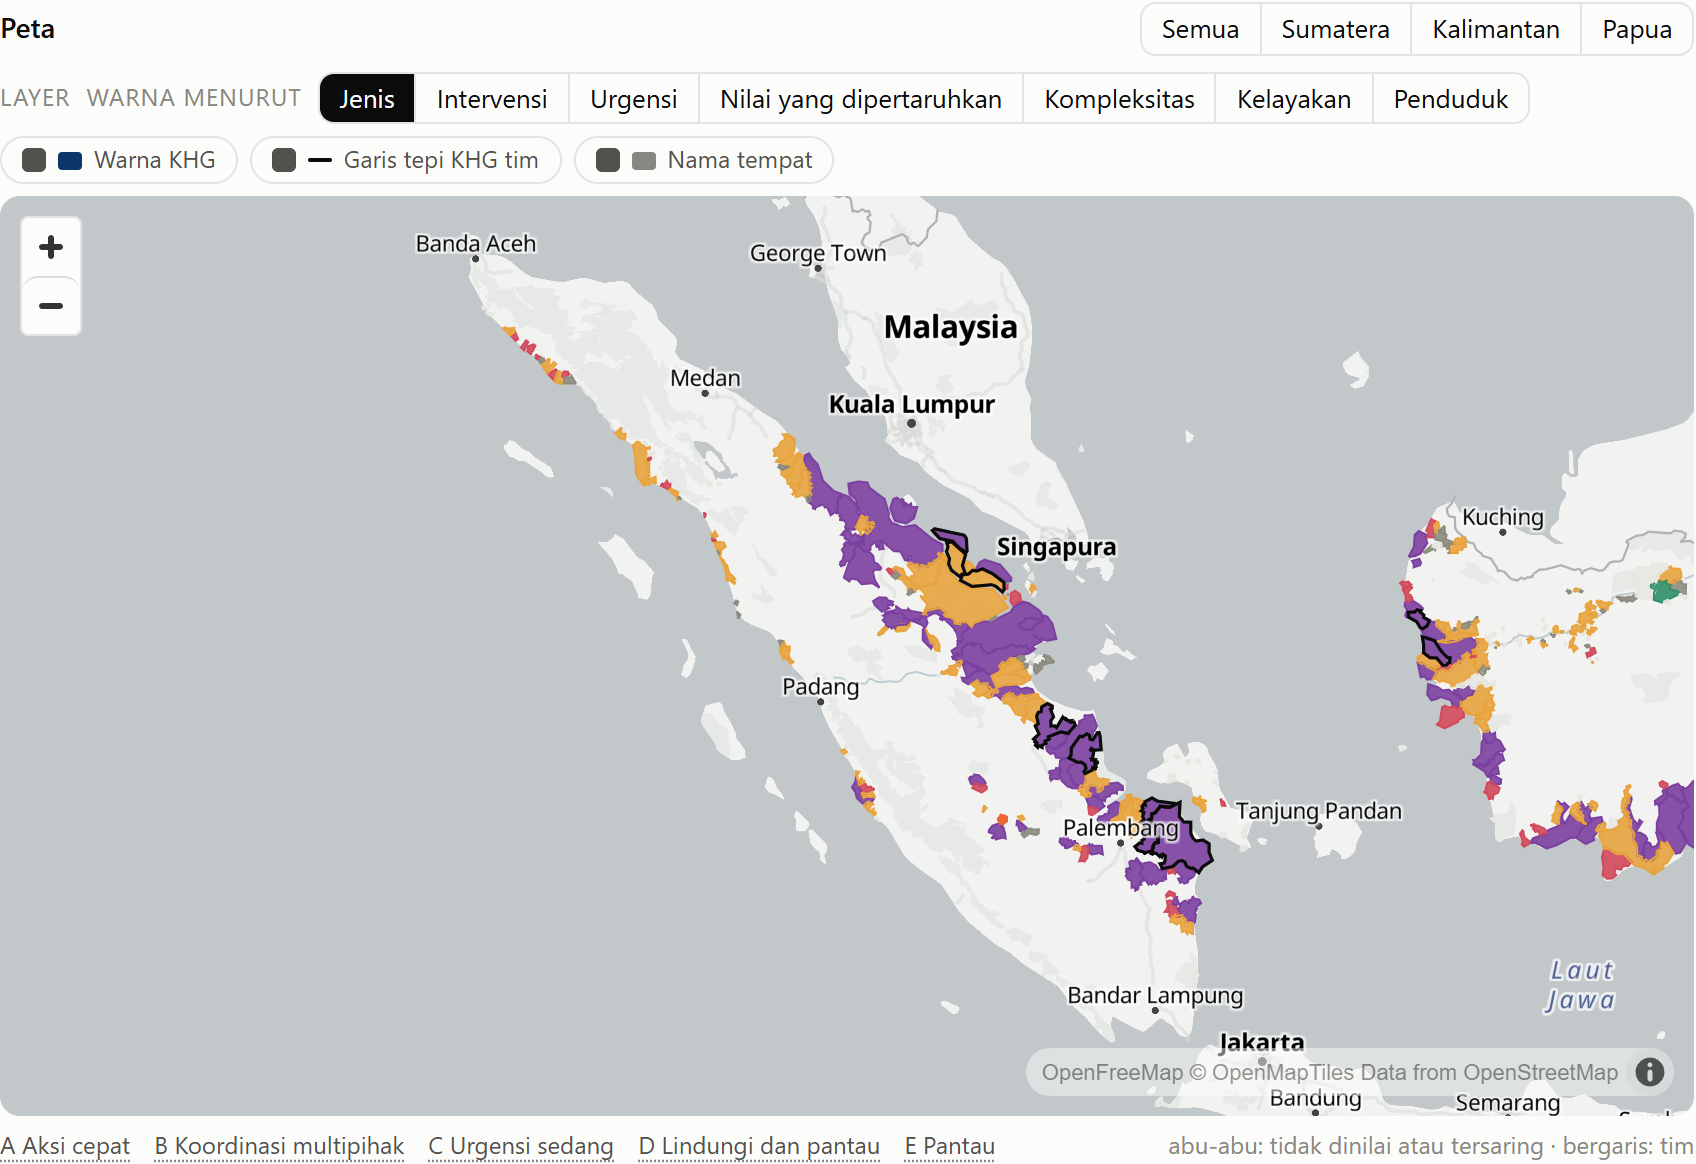 Peta
Semua
Sumatera
Kalimantan
Papua
LAYER
WARNA MENURUT
Jenis
Intervensi
Urgensi
Nilai yang dipertaruhkan
Kompleksitas
Kelayakan
Penduduk
Warna KHG
Garis tepi KHG tim
Nama tempat
+
−
Banda Aceh
George Town
Malaysia
Medan
Kuala Lumpur
Kuching
Singapura
Padang
Tanjung Pandan
Palembang
Laut
Jawa
Bandar Lampung
Jakarta
OpenFreeMap © OpenMapTiles Data from OpenStreetMap
Bandung
Semarang
A Aksi cepat
B Koordinasi multipihak
C Urgensi sedang
D Lindungi dan pantau
E Pantau
abu-abu: tidak dinilai atau tersaring · bergaris: tim